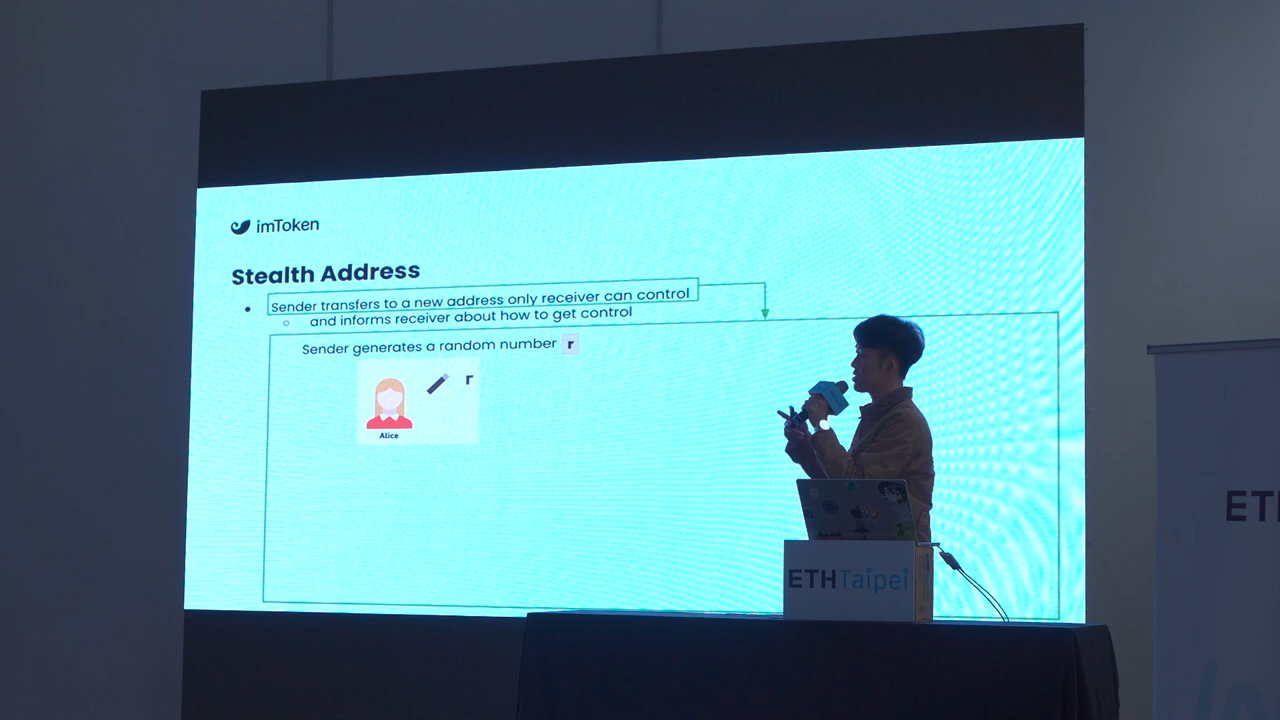 imToken
Stealth Address
Sender transfers to a new address only receiver can control
and informs receiver about how to get control
Sender generates a random number r
r
Alice
ETHTaipei
ET